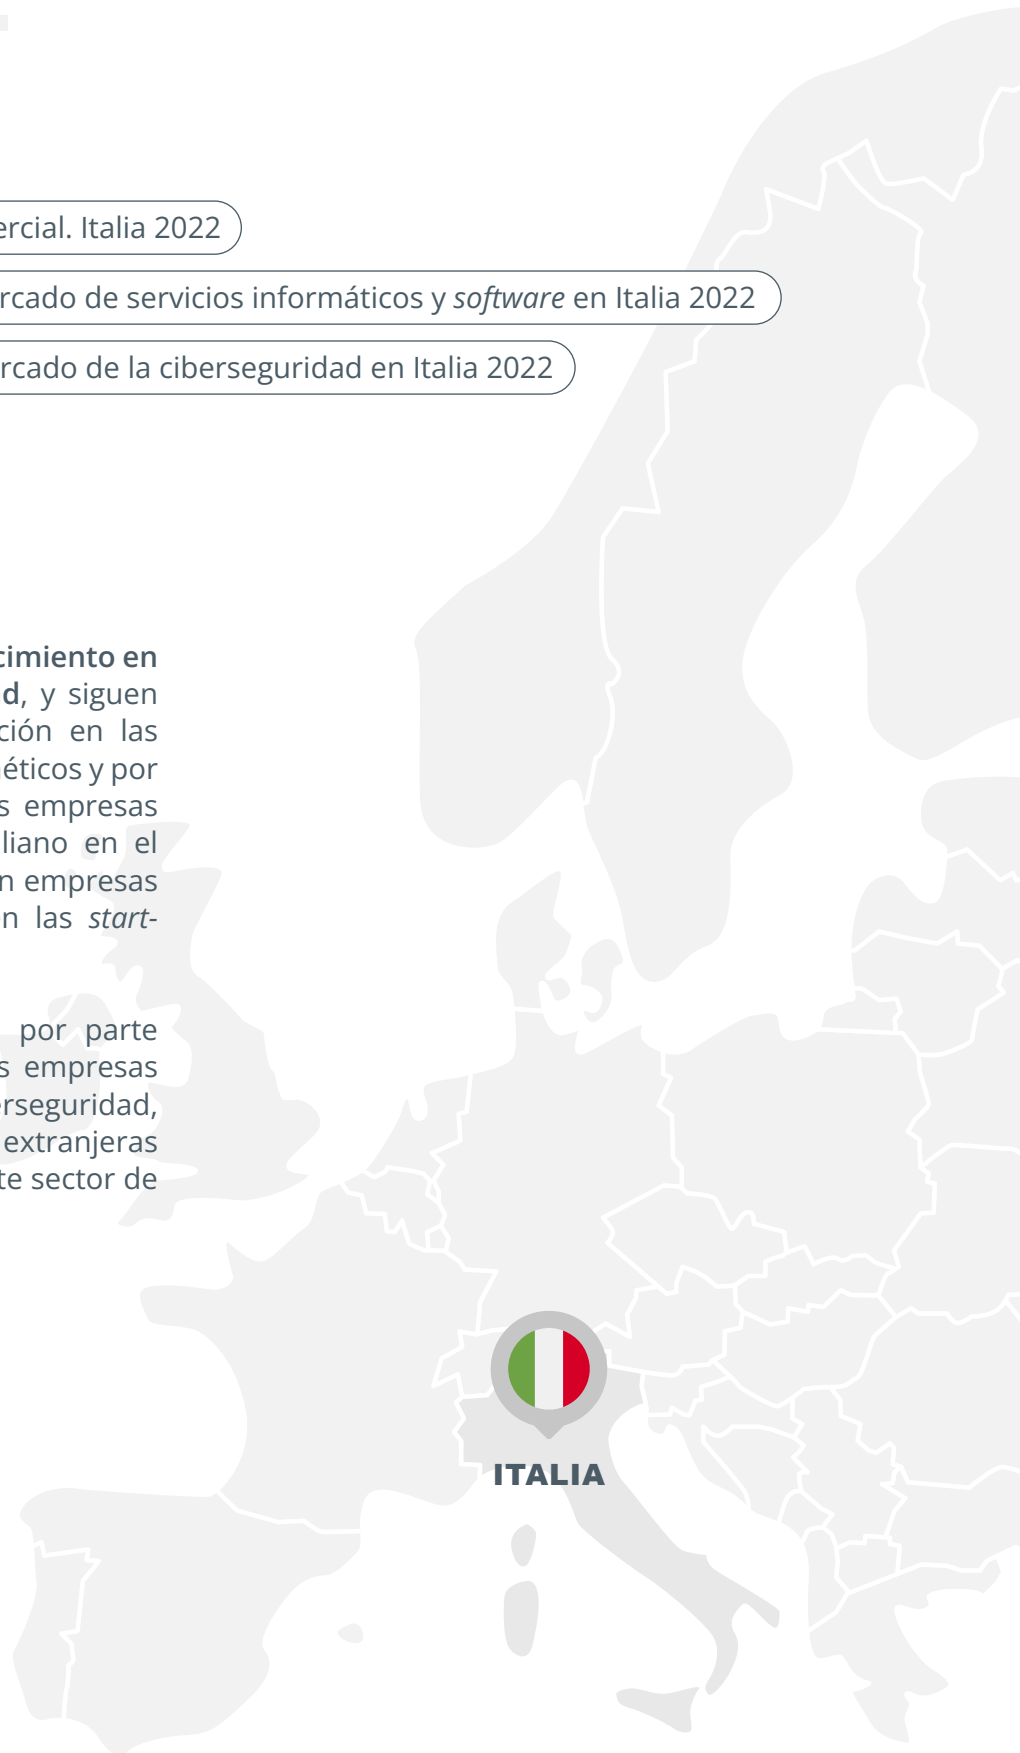 ercial. Italia 2022
rcado de servicios informáticos y software en Italia 2022
rcado de la ciberseguridad en Italia 2022
cimiento en
d, y siguen
ción en las
éticos y por
s empresas
liano en el
n empresas
n las start-
por parte
s empresas
erseguridad,
extranjeras
te sector de
ITALIA